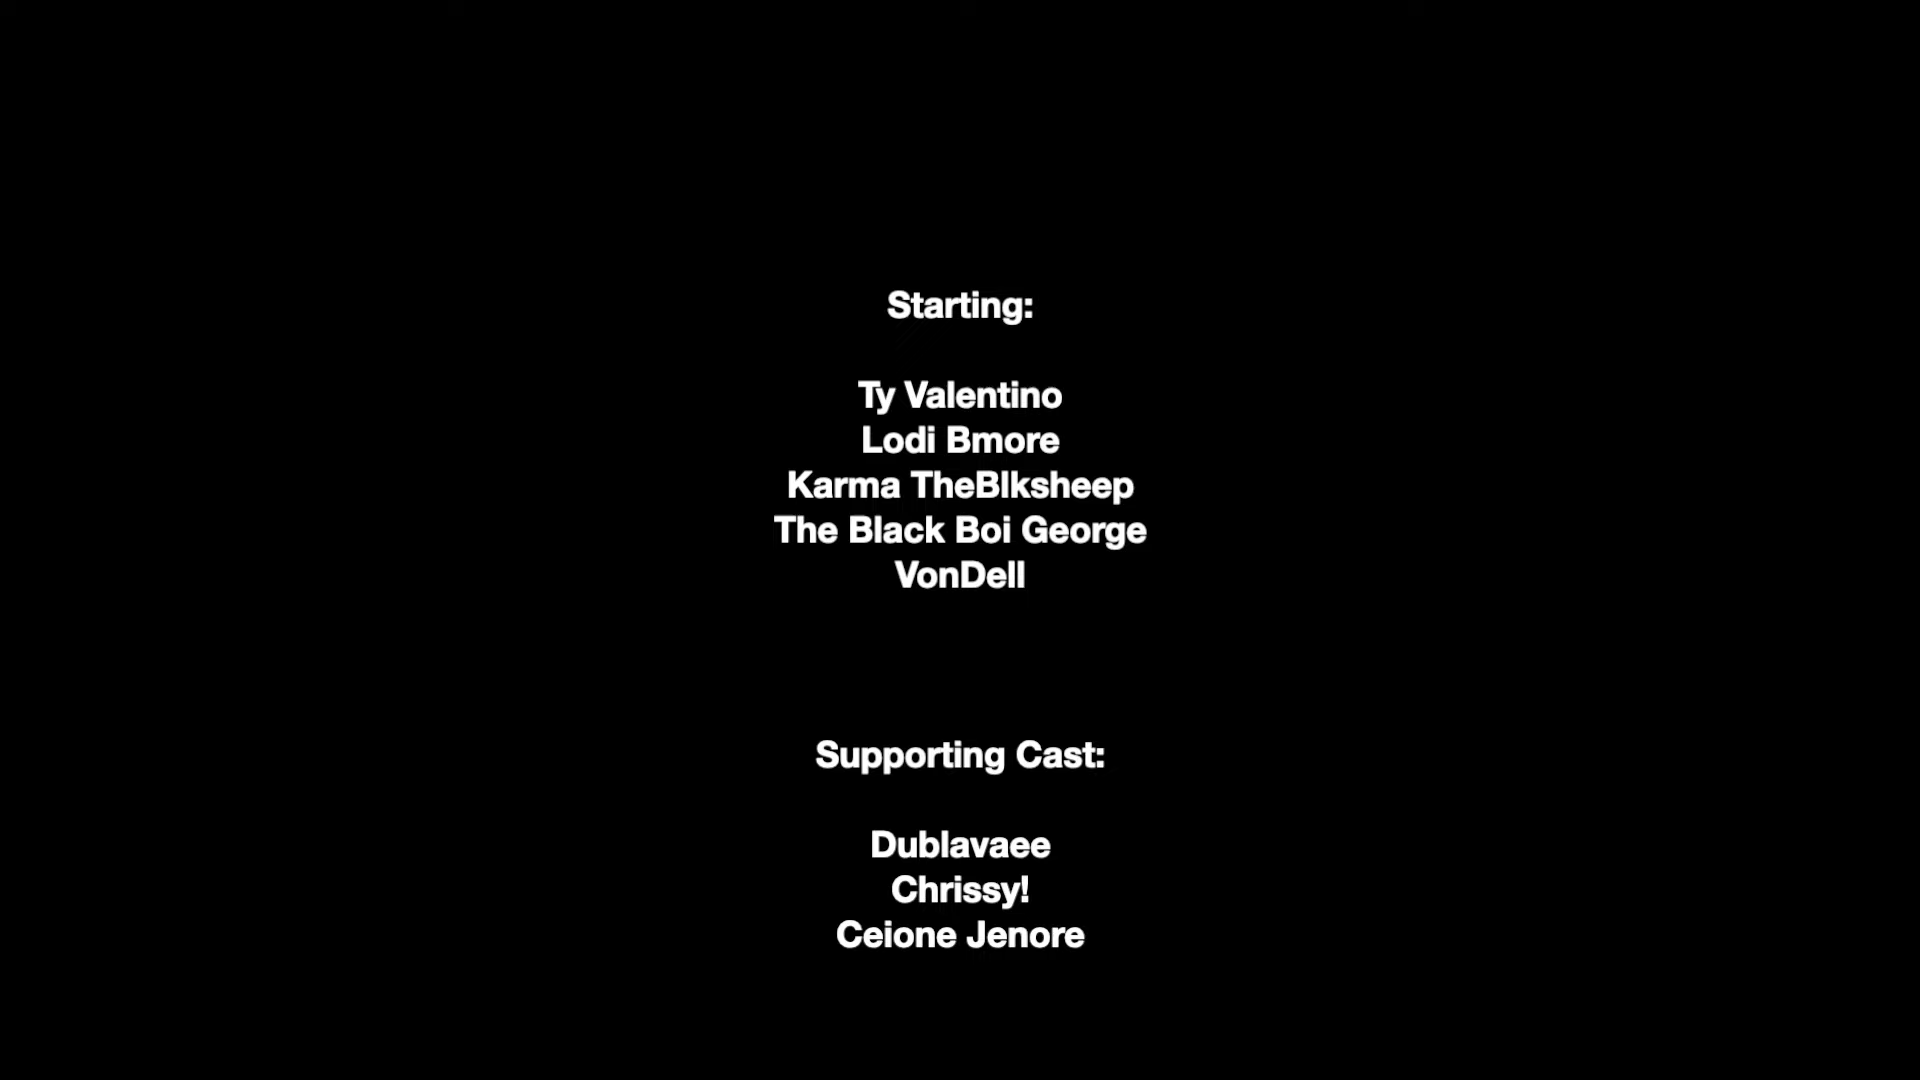 Starting:
Ty Valentino
Lodi Bmore
Karma TheBlksheep
The Black Boi George
VonDell
Supporting Cast:
Dublavaee
Chrissy!
Ceione Jenore